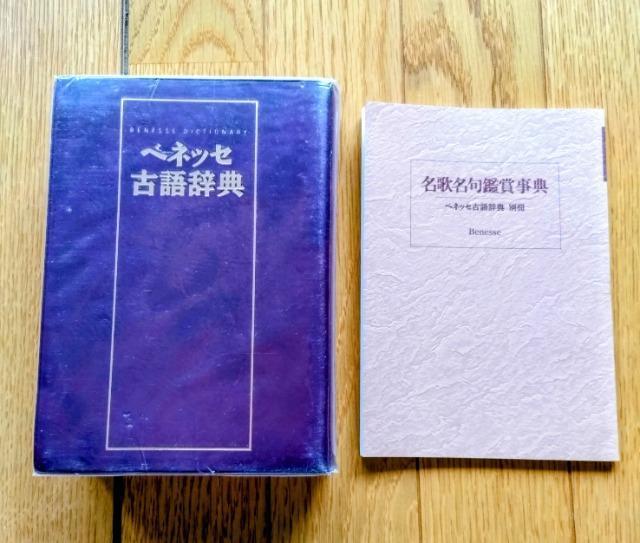 BENESSE DICTIONARY
ベネッセ
古語辞典
名歌名句鑑賞事典
ベネッセ古語辞典 別冊
Benesse